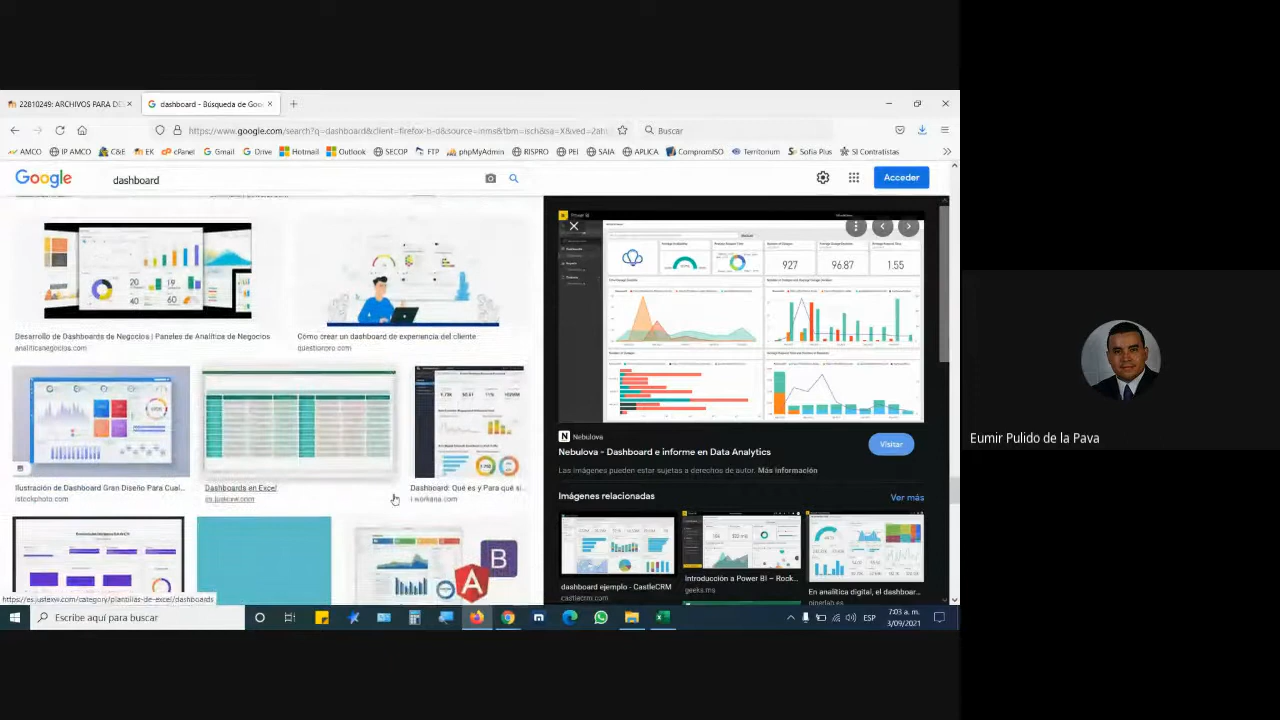 22810249: ARCHIVOS PARA DE
dashboard - Búsqueda de Goo
https://www.google.com/search?q=dashboard&client=firefox-b-d&source=lnms&tbm=isch&sa=X&ved=2ah
Buscar
AMCO
IP AMCO
C&E
EK
cPanel
Gmail
Drive
Hotmail
Outlook
SECOP
FTP
phpMyAdmin
RISPRO
PEI
SAIA
APLICA
CompromISO
Territorium
Sofia Plus
SI Contratistas
Google
dashboard
Acceder
Desarrollo de Dashboards de Negocios | Paneles de Analítica de Negocios
analiticanegocios.com
Cómo crear un dashboard de experiencia del cliente
questionpro.com
Ilustración de Dashboard Gran Diseño Para Cual...
istockphoto.com
Dashboards en Excel
es.justexw.com
Dashboard: Qué es y Para qué si...
i.workana.com
927
96.87
1.55
Nebulova
Visitar
Nebulova - Dashboard e informe en Data Analytics
Las imágenes pueden estar sujetas a derechos de autor. Más información
Imágenes relacionadas
Ver más
dashboard ejemplo - CastleCRM
castlecrm.com
Introducción a Power BI – Rock...
geeks.ms
En analítica digital, el dashboar...
https://es.justexw.com/category/plantillas-de-excel/dashboards
Escribe aquí para buscar
ESP
7:03 a. m.
3/09/2021
Eumir Pulido de la Pava